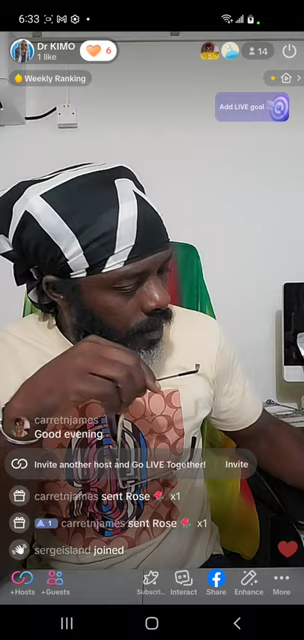 6:33
Dr KIMO
1 like
6
14
Weekly Ranking
Add LIVE goal
carretnjames
Good evening
Invite another host and Go LIVE Together!
Invite
carretnjames sent Rose x1
1 carretnjames sent Rose x1
sergeisland joined
+Hosts
+Guests
Subscri...
Interact
Share
Enhance
More